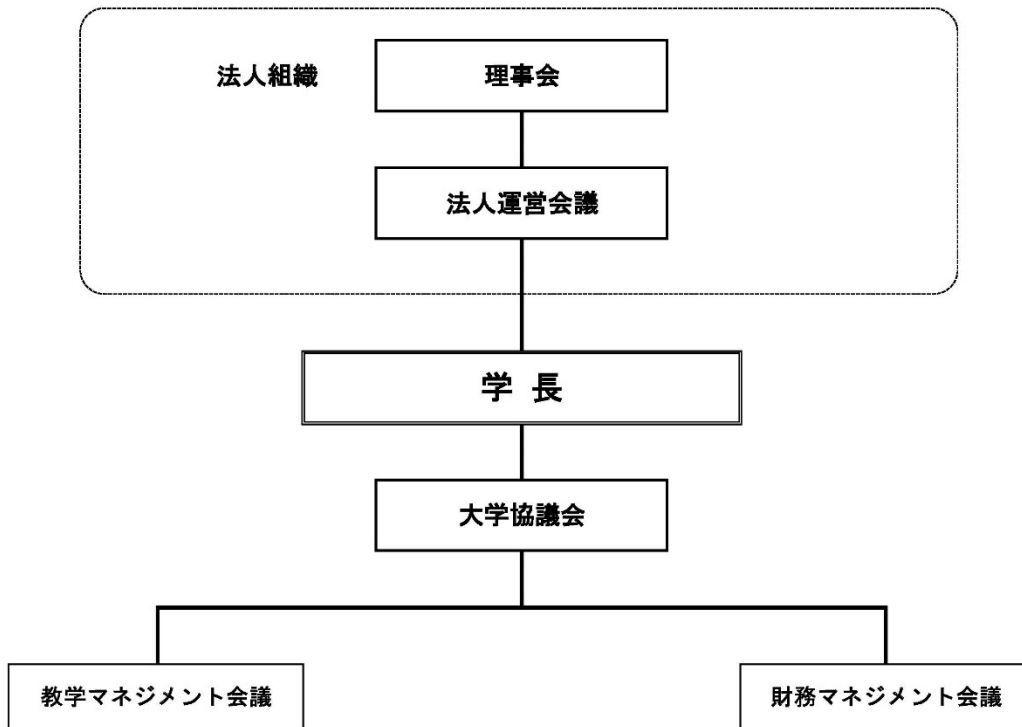 法人組織
理事会
法人運営会議
学 長
大学協議会
教学マネジメント会議
財務マネジメント会議